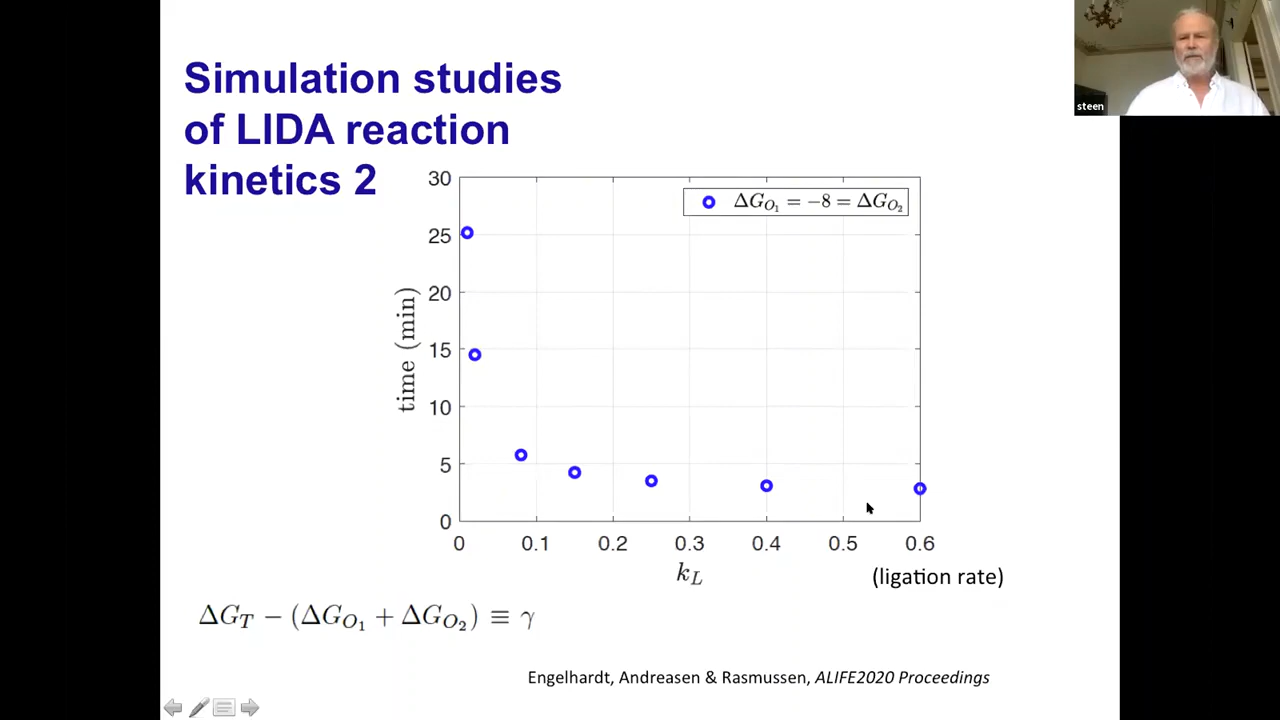 Simulation studies
of LIDA reaction
kinetics 2
steen
ΔG_{O_1} = −8 = ΔG_{O_2}
30
25
20
15
10
5
0
time (min)
0 0.1 0.2 0.3 0.4 0.5 0.6
k_L
(ligation rate)
ΔG_T − (ΔG_{O_1} + ΔG_{O_2}) ≡ γ
Engelhardt, Andreasen & Rasmussen, ALIFE2020 Proceedings